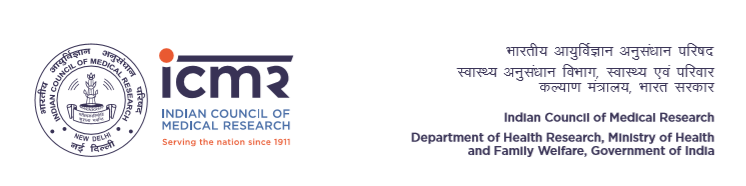 भारतीय आयुर्विज्ञान अनुसंधान परिषद
INDIAN COUNCIL OF MEDICAL RESEARCH
NEW DELHI
नई दिल्ली
icmr
INDIAN COUNCIL OF
MEDICAL RESEARCH
Serving the nation since 1911
भारतीय आयुर्विज्ञान अनुसंधान परिषद
स्वास्थ्य अनुसंधान विभाग, स्वास्थ्य एवं परिवार
कल्याण मंत्रालय, भारत सरकार
Indian Council of Medical Research
Department of Health Research, Ministry of Health
and Family Welfare, Government of India